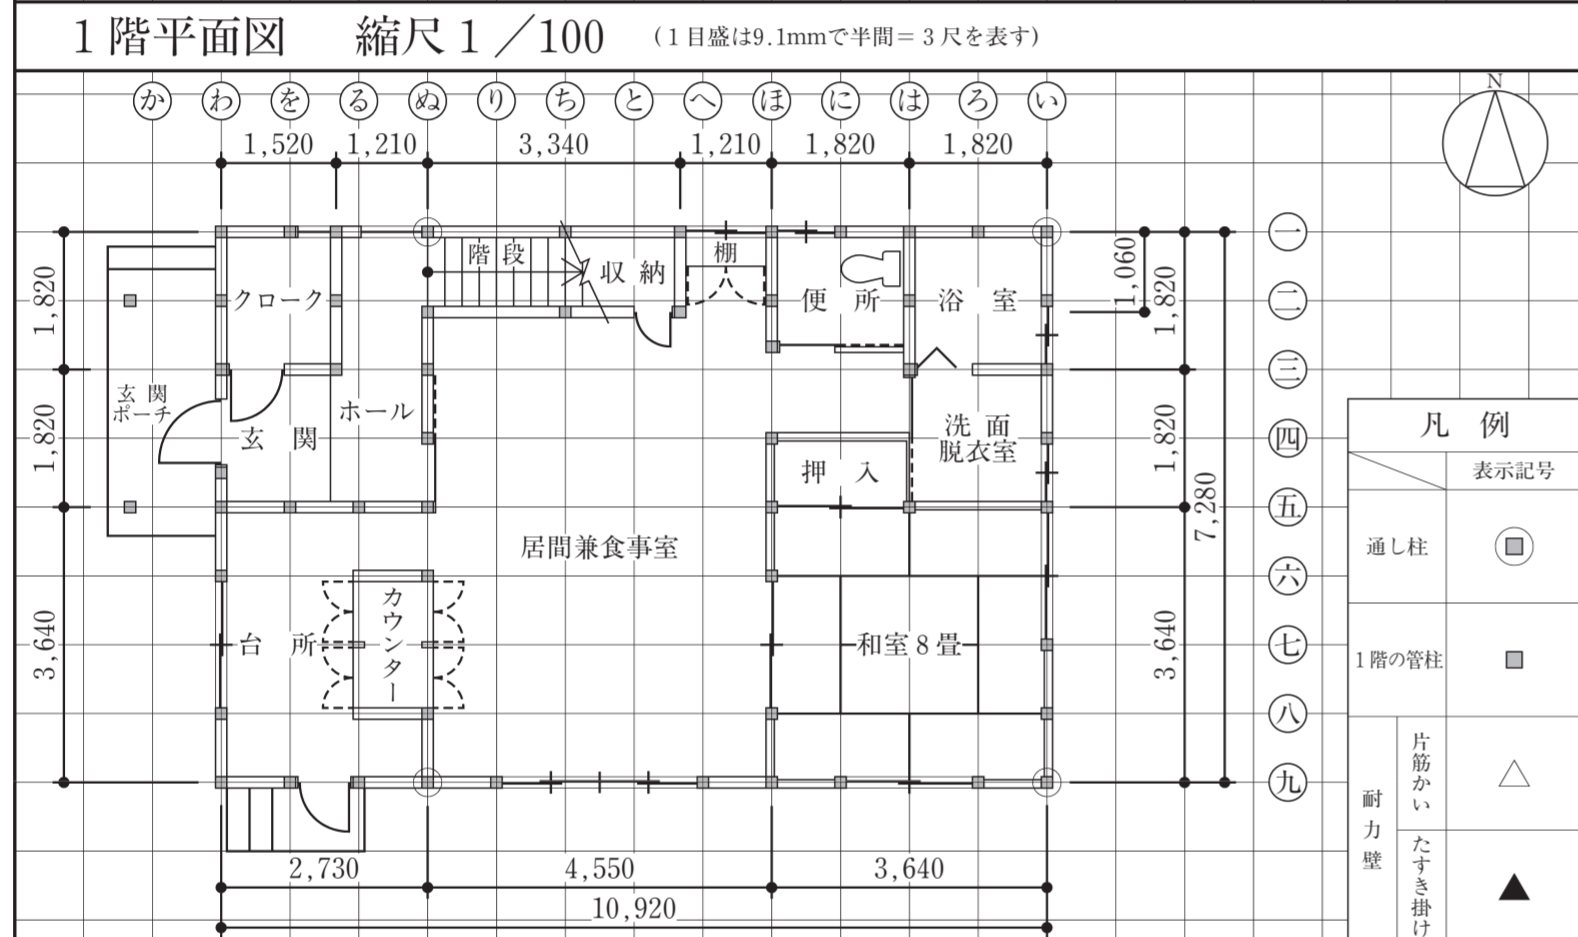 1階平面図　縮尺1／100　(1目盛は9.1mmで半間＝3尺を表す)
か わ を る ぬ り ち と へ ほ に は ろ い
N
1,520 1,210 3,340 1,210 1,820 1,820
一
二
三
四
五
六
七
八
九
1,820
1,820
3,640
1,060
1,820
1,820
3,640
7,280
階段
収納
棚
クローク
便所
浴室
玄関
ポーチ
ホール
玄関
洗面
脱衣室
押入
居間兼食事室
台所
カウンター
和室8畳
2,730 4,550 3,640
10,920
凡例
表示記号
通し柱
1階の管柱
耐力壁
片筋かい
たすき掛け